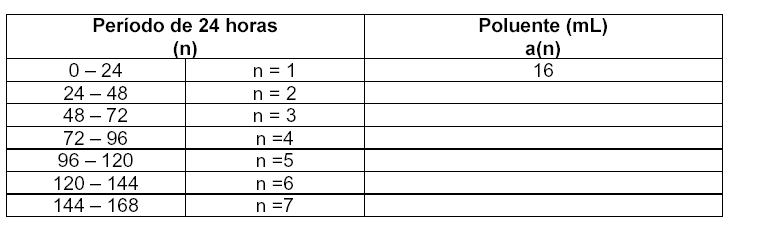 Período de 24 horas Poluente (mL)
(n) a(n)
0 – 24 n = 1 16
24 – 48 n = 2
48 – 72 n = 3
72 – 96 n =4
96 – 120 n =5
120 – 144 n =6
144 – 168 n =7